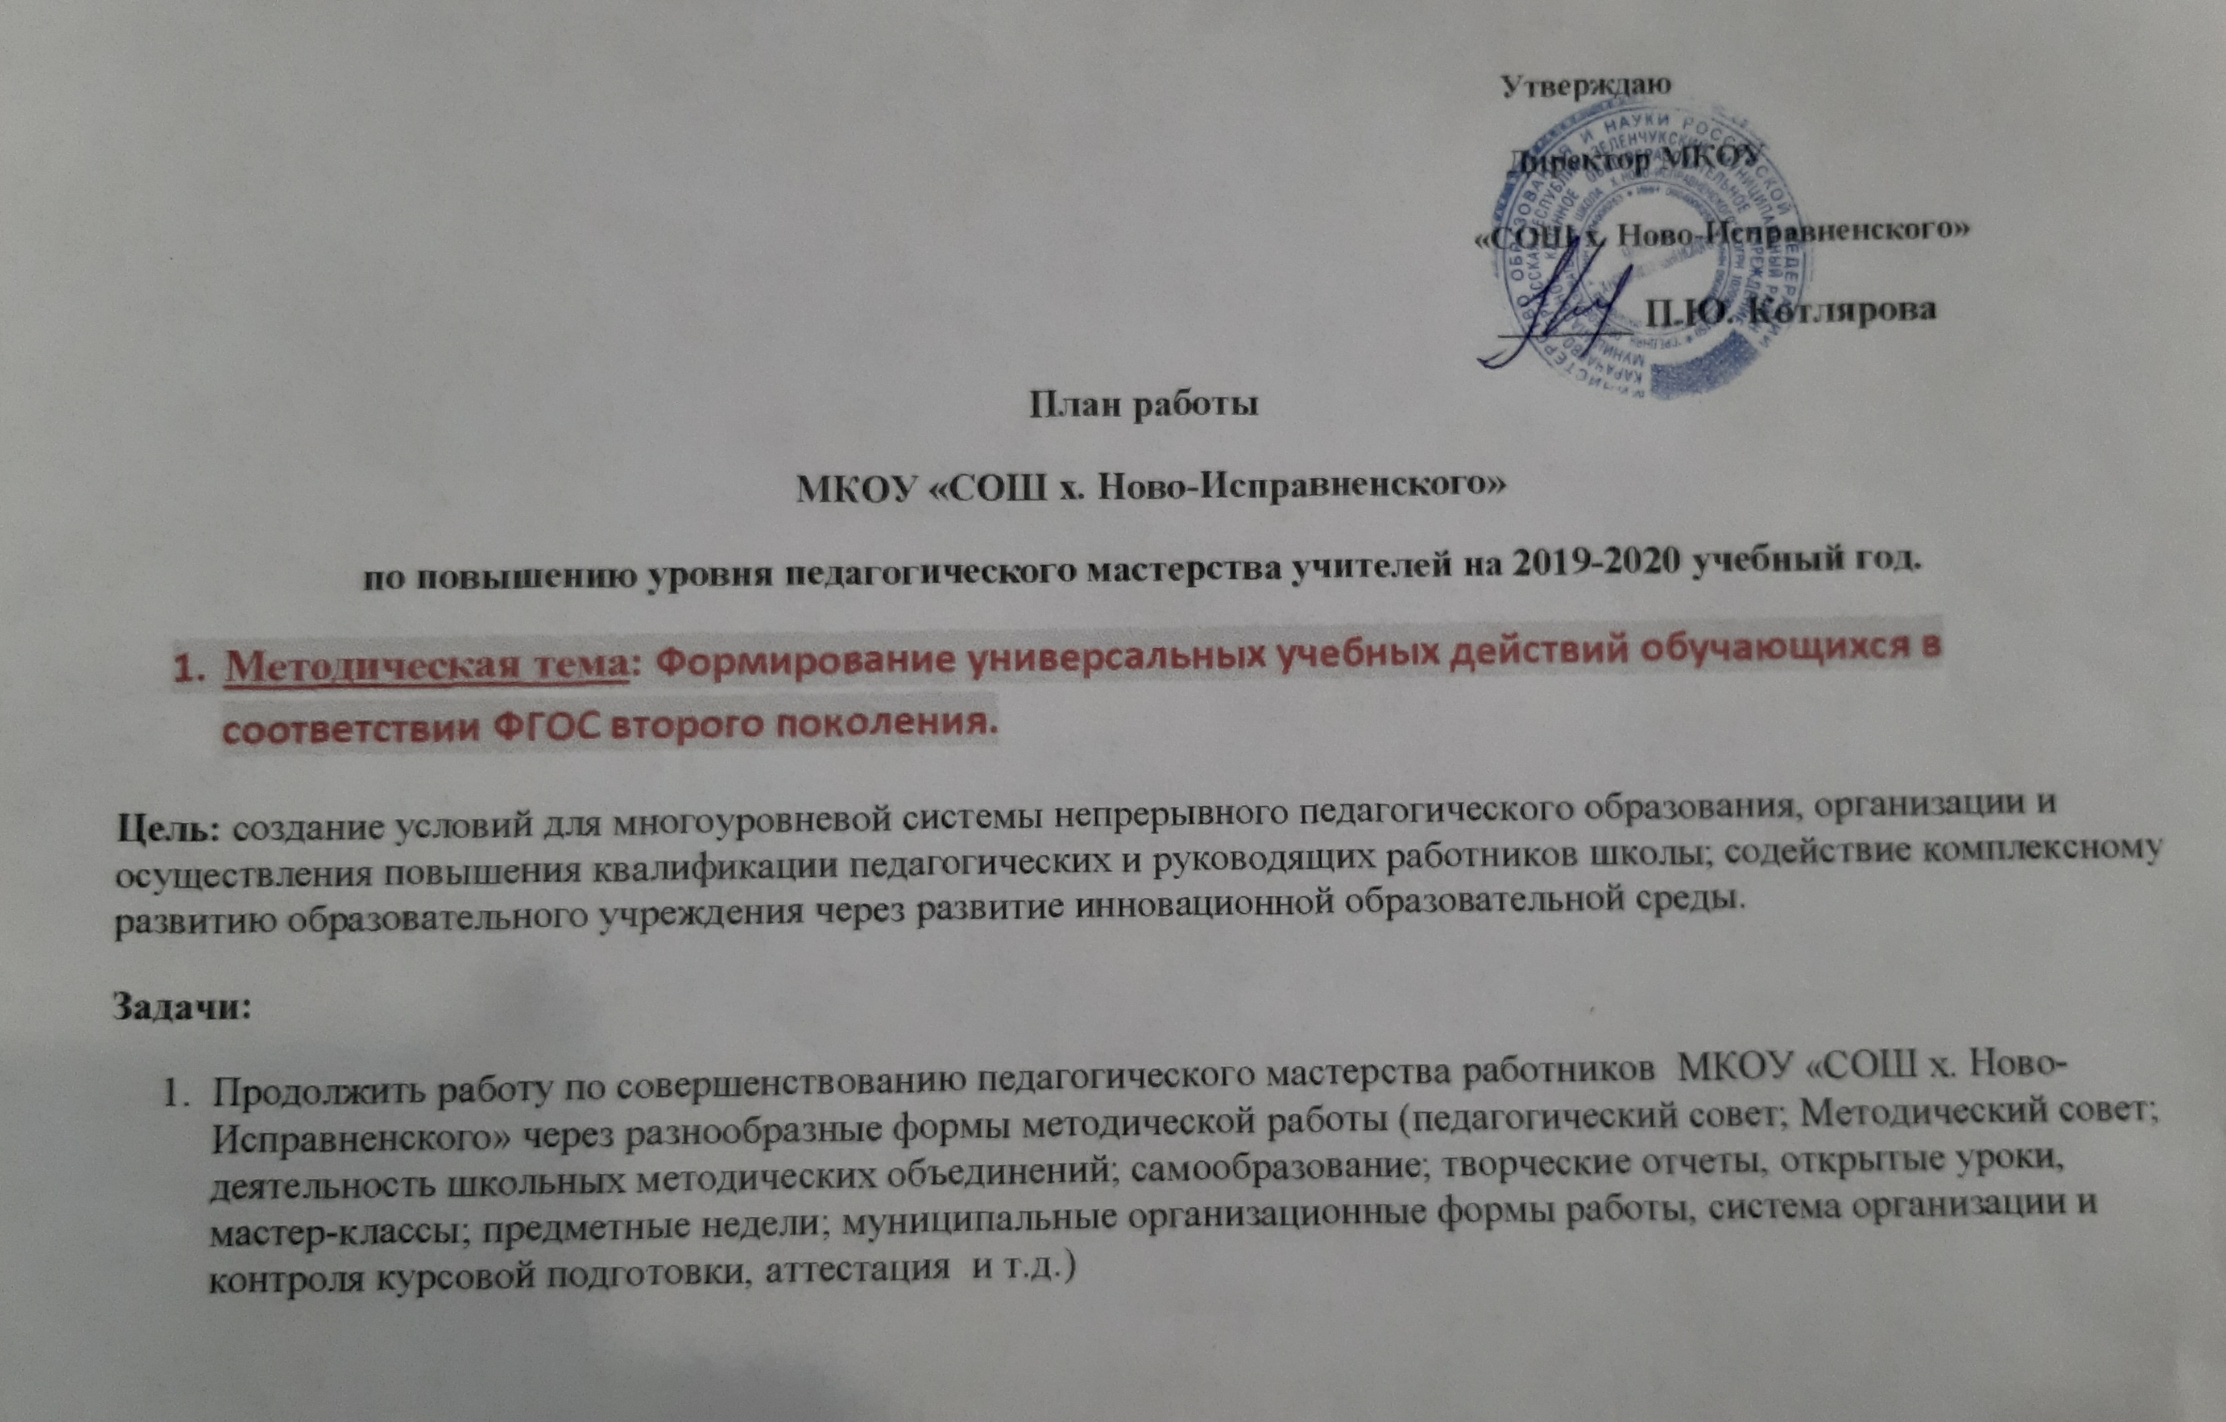 Утверждаю
Директор МКОУ
«СОШ х. Ново-Исправненского»
П.Ю. Котлярова
План работы
МКОУ «СОШ х. Ново-Исправненского»
по повышению уровня педагогического мастерства учителей на 2019-2020 учебный год.
1. Методическая тема: Формирование универсальных учебных действий обучающихся в
соответствии ФГОС второго поколения.
Цель: создание условий для многоуровневой системы непрерывного педагогического образования, организации и
осуществления повышения квалификации педагогических и руководящих работников школы; содействие комплексному
развитию образовательного учреждения через развитие инновационной образовательной среды.
Задачи:
1. Продолжить работу по совершенствованию педагогического мастерства работников МКОУ «СОШ х. Ново-
Исправненского» через разнообразные формы методической работы (педагогический совет; Методический совет;
деятельность школьных методических объединений; самообразование; творческие отчеты, открытые уроки,
мастер-классы; предметные недели; муниципальные организационные формы работы, система организации и
контроля курсовой подготовки, аттестация и т.д.)